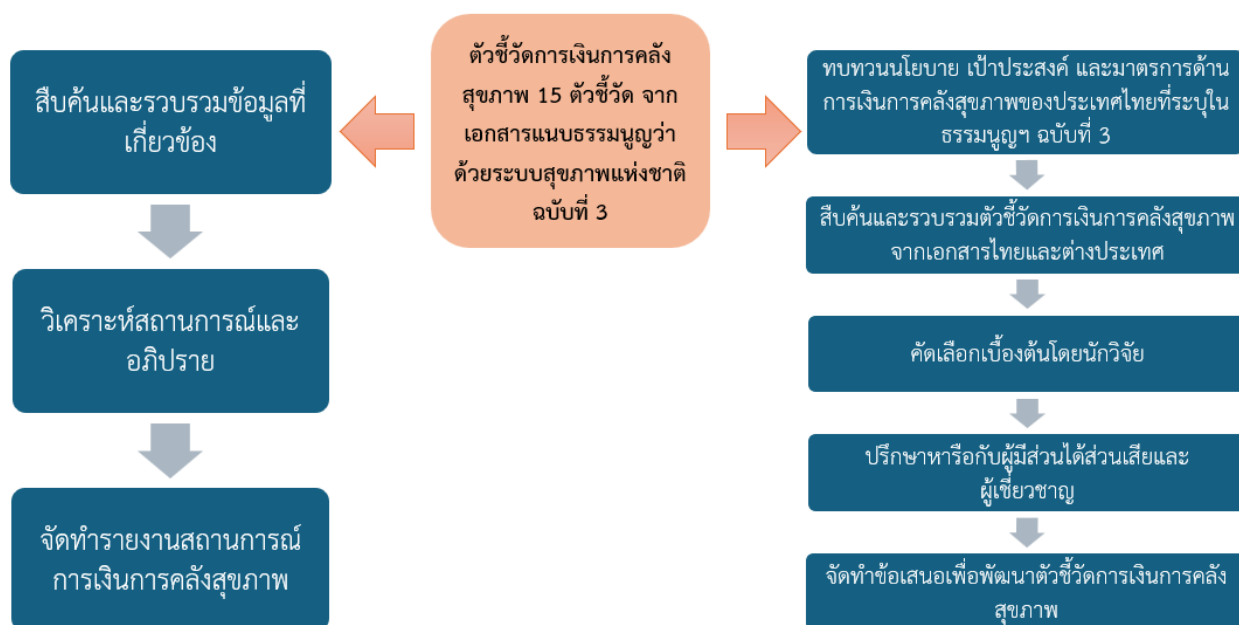 ตัวชี้วัดการเงินการคลัง
สุขภาพ 15 ตัวชี้วัด จาก
เอกสารแนบธรรมนูญว่า
ด้วยระบบสุขภาพแห่งชาติ
ฉบับที่ 3
สืบค้นและรวบรวมข้อมูลที่
เกี่ยวข้อง
วิเคราะห์สถานการณ์และ
อภิปราย
จัดทำรายงานสถานการณ์
การเงินการคลังสุขภาพ
ทบทวนนโยบาย เป้าประสงค์ และมาตรการด้าน
การเงินการคลังสุขภาพของประเทศไทยที่ระบุใน
ธรรมนูญฯ ฉบับที่ 3
สืบค้นและรวบรวมตัวชี้วัดการเงินการคลังสุขภาพ
จากเอกสารไทยและต่างประเทศ
คัดเลือกเบื้องต้นโดยนักวิจัย
ปรึกษาหารือกับผู้มีส่วนได้ส่วนเสียและ
ผู้เชี่ยวชาญ
จัดทำข้อเสนอเพื่อพัฒนาตัวชี้วัดการเงินการคลัง
สุขภาพ